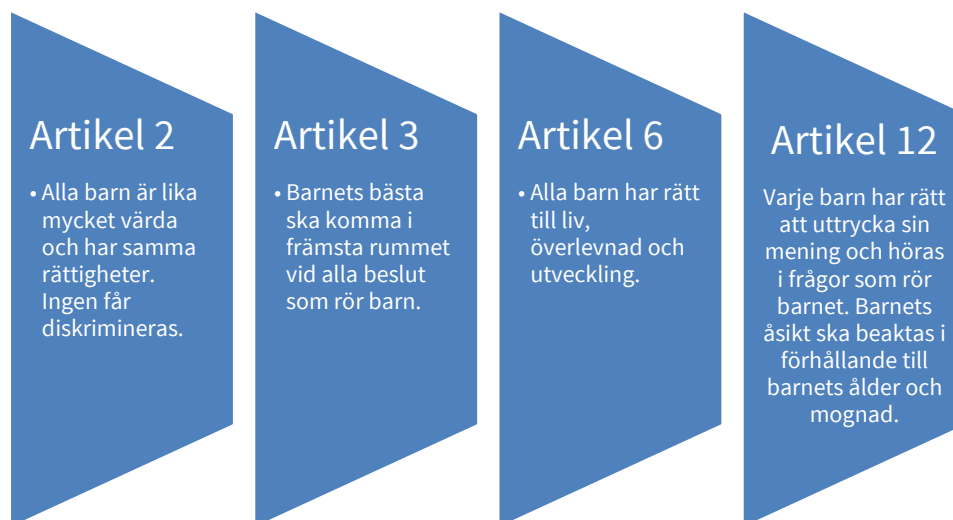 Artikel 2
• Alla barn är lika
mycket värda
och har samma
rättigheter.
Ingen får
diskrimineras.
Artikel 3
• Barnets bästa
ska komma i
främsta rummet
vid alla beslut
som rör barn.
Artikel 6
• Alla barn har rätt
till liv,
överlevnad och
utveckling.
Artikel 12
Varje barn har rätt
att uttrycka sin
mening och höras
i frågor som rör
barnet. Barnets
åsikt ska beaktas i
förhållande till
barnets ålder och
mognad.